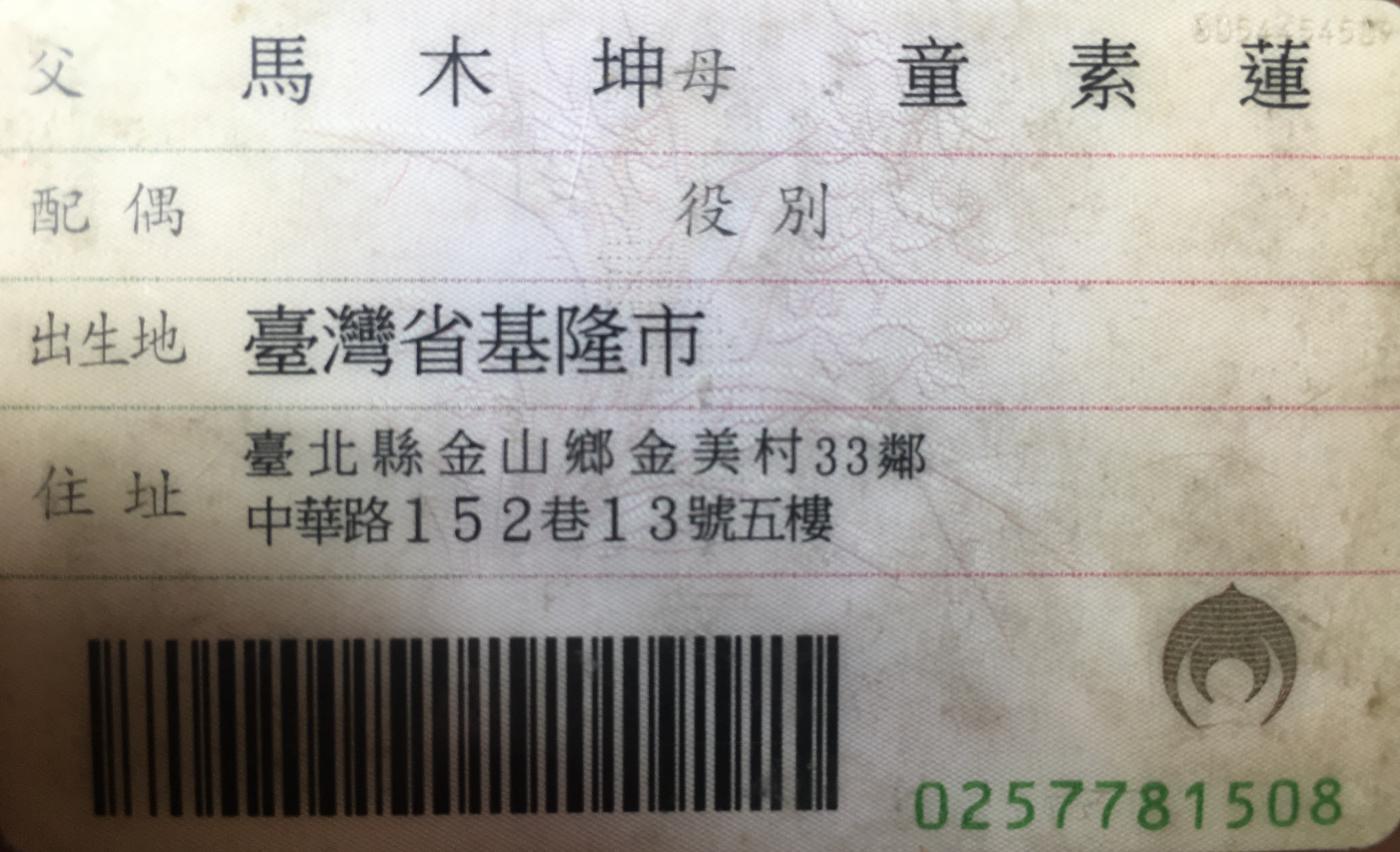 父 馬木坤 母 童素蓮
配偶 役別
出生地 臺灣省基隆市
住址 臺北縣金山鄉金美村33鄰
中華路152巷13號五樓
0257781508